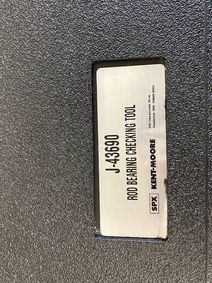 J-43690
ROD BEARING CHECKING TOOL
SPX KENT-MOORE